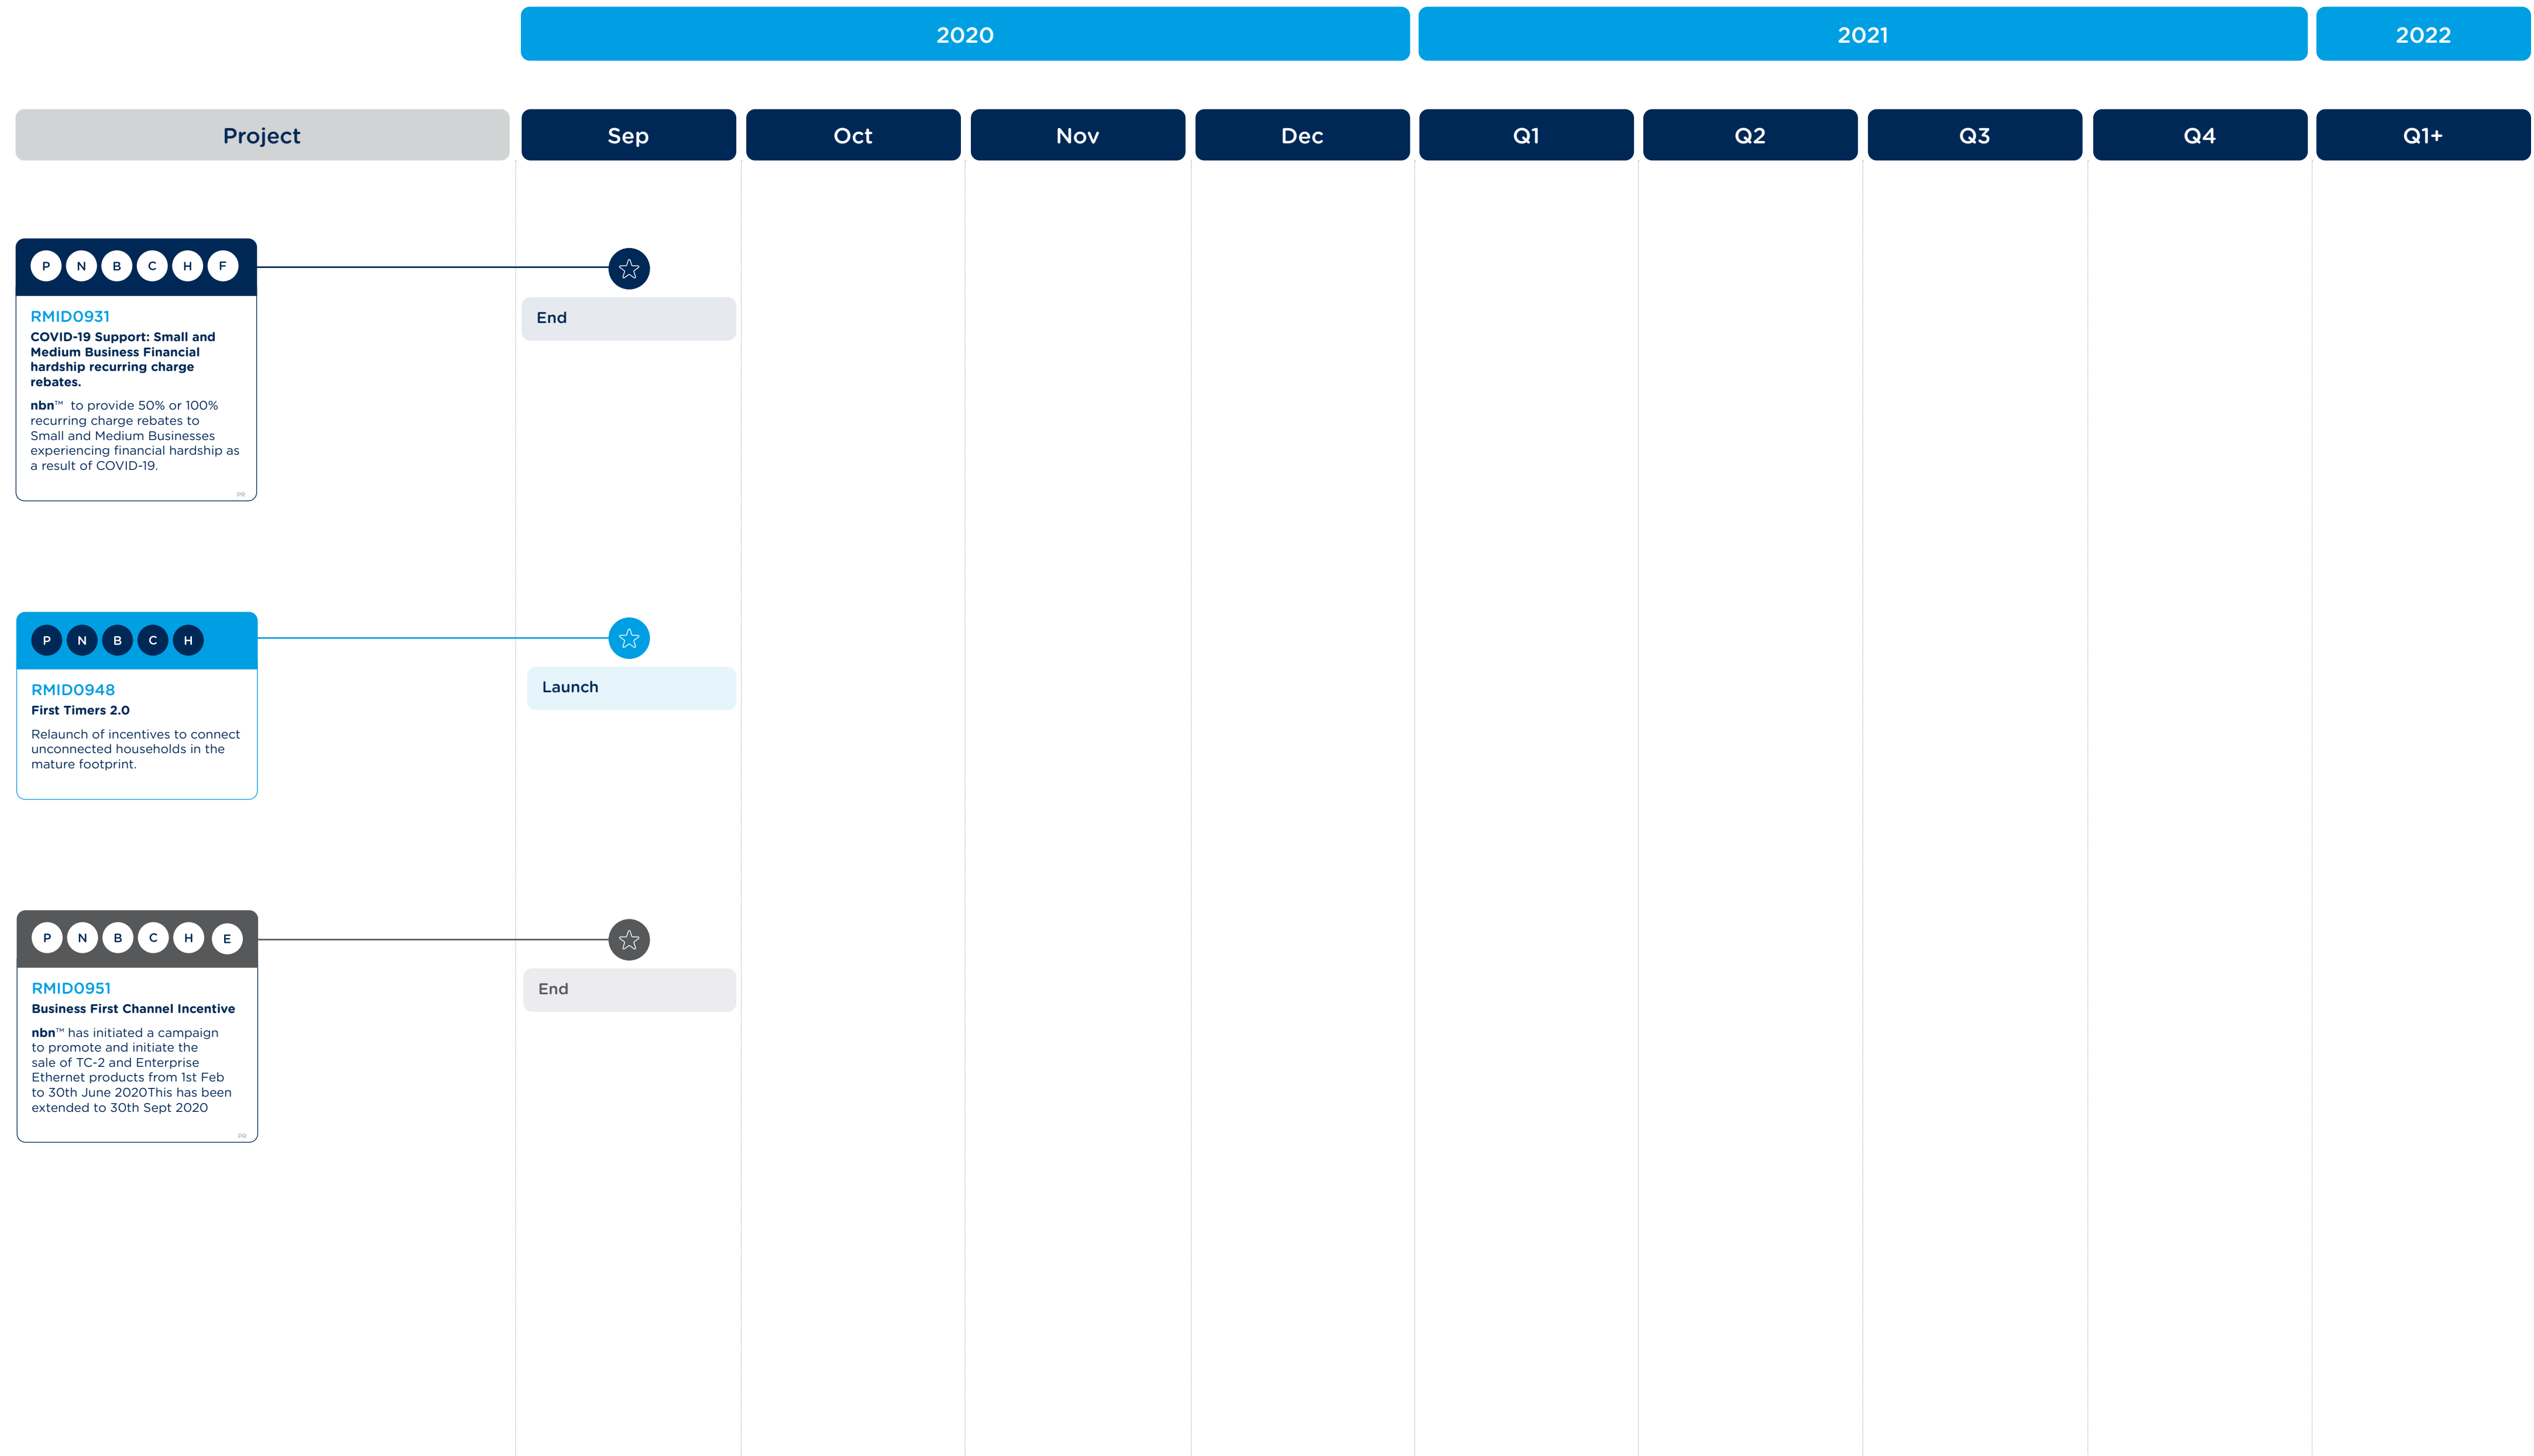 2020 2021 2022
Project Sep Oct Nov Dec Q1 Q2 Q3 Q4 Q1+
P N B C H F
RMID0931
COVID-19 Support: Small and
Medium Business Financial
hardship recurring charge
rebates.
nbn™ to provide 50% or 100%
recurring charge rebates to
Small and Medium Businesses
experiencing financial hardship as
a result of COVID-19.
PR
End
P N B C H
RMID0948
First Timers 2.0
Relaunch of incentives to connect
unconnected households in the
mature footprint.
Launch
P N B C H E
RMID0951
Business First Channel Incentive
nbn™ has initiated a campaign
to promote and initiate the
sale of TC-2 and Enterprise
Ethernet products from 1st Feb
to 30th June 2020This has been
extended to 30th Sept 2020
PR
End